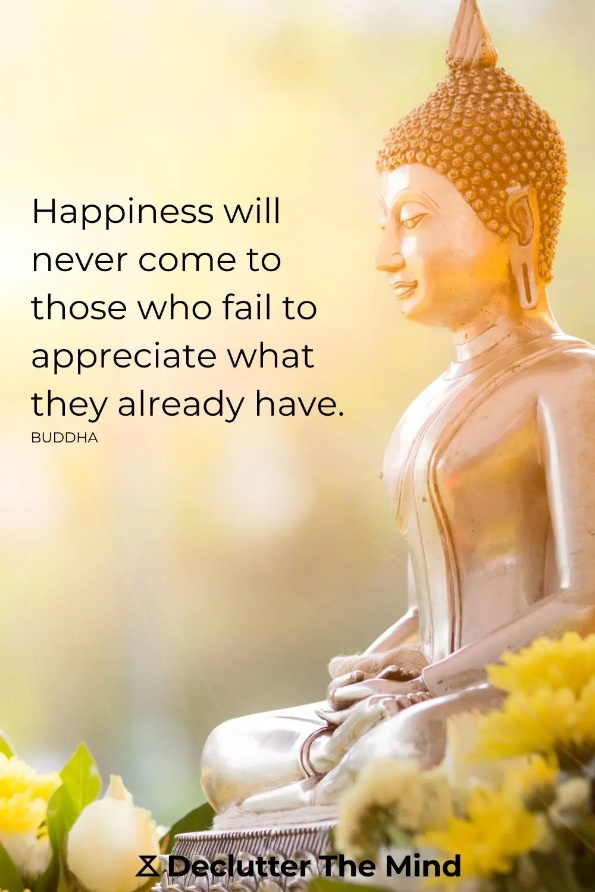 Happiness will
never come to
those who fail to
appreciate what
they already have.
BUDDHA
Declutter The Mind